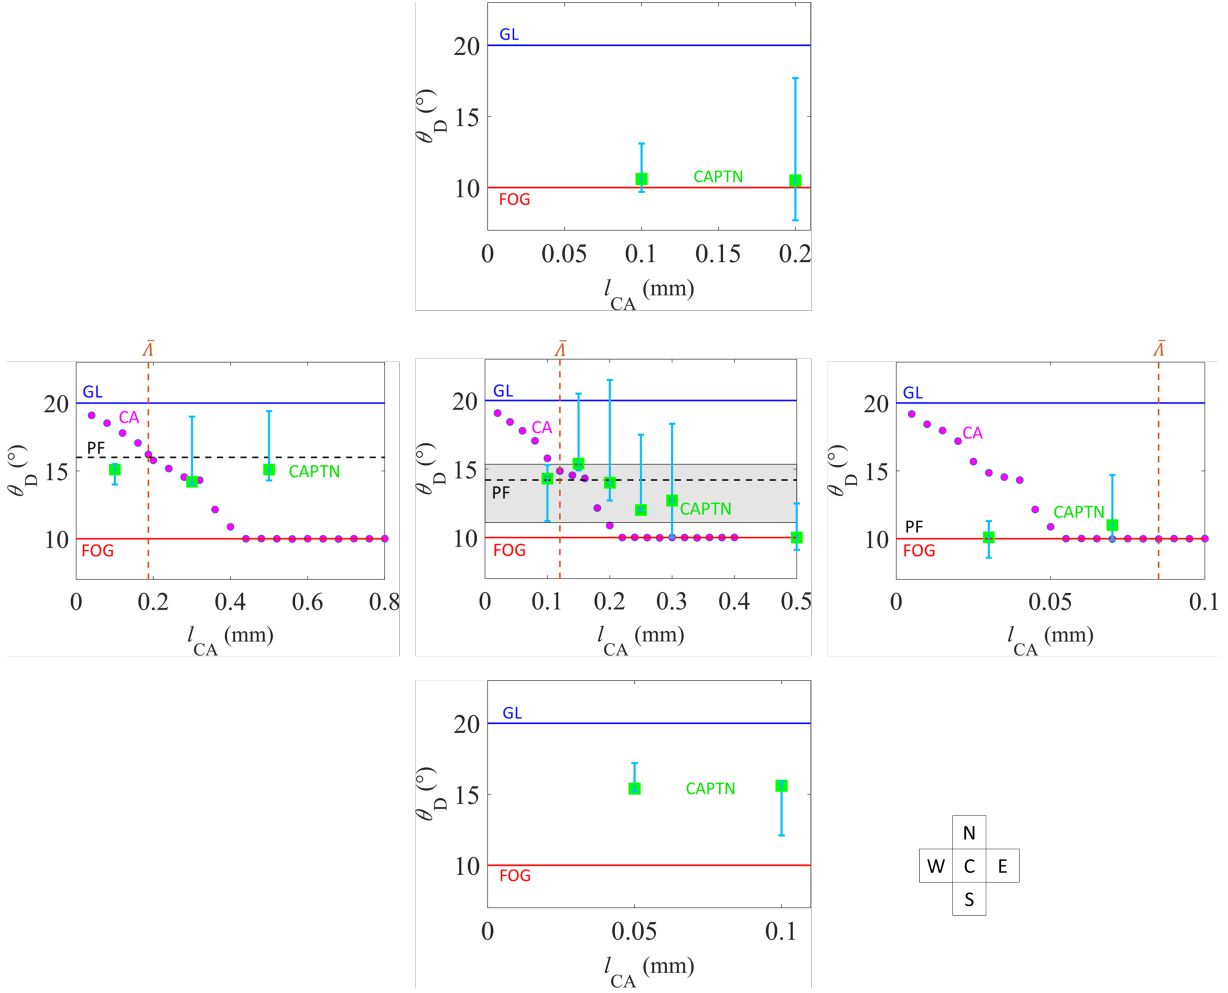 GL
20
15
10
θD (°)
CAPTN
FOG
0 0.05 0.1 0.15 0.2
lCA (mm)
Λ̄
GL
20
CA
PF
15
θD (°)
CAPTN
10
FOG
0 0.2 0.4 0.6 0.8
lCA (mm)
Λ̄
GL
20
CA
15
θD (°)
PF
CAPTN
10
FOG
0 0.1 0.2 0.3 0.4 0.5
lCA (mm)
Λ̄
GL
20
CA
15
θD (°)
CAPTN
PF
10
FOG
0 0.05 0.1
lCA (mm)
GL
20
15
θD (°)
CAPTN
10
FOG
0 0.05 0.1
lCA (mm)
N
W C E
S